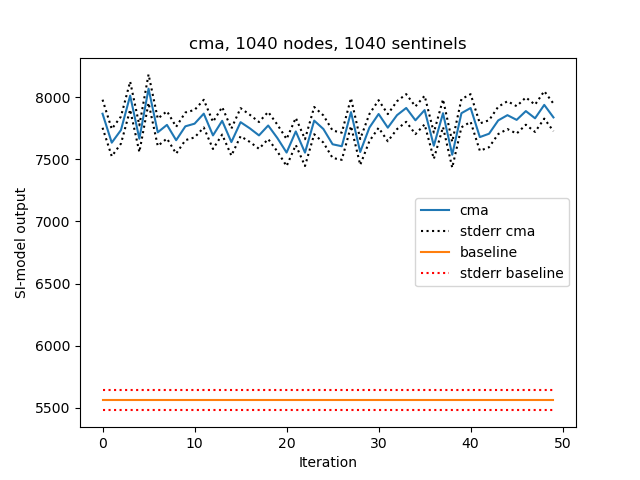 cma, 1040 nodes, 1040 sentinels
SI-model output
8000
7500
7000
6500
6000
5500
cma
stderr cma
baseline
stderr baseline
0 10 20 30 40 50
Iteration